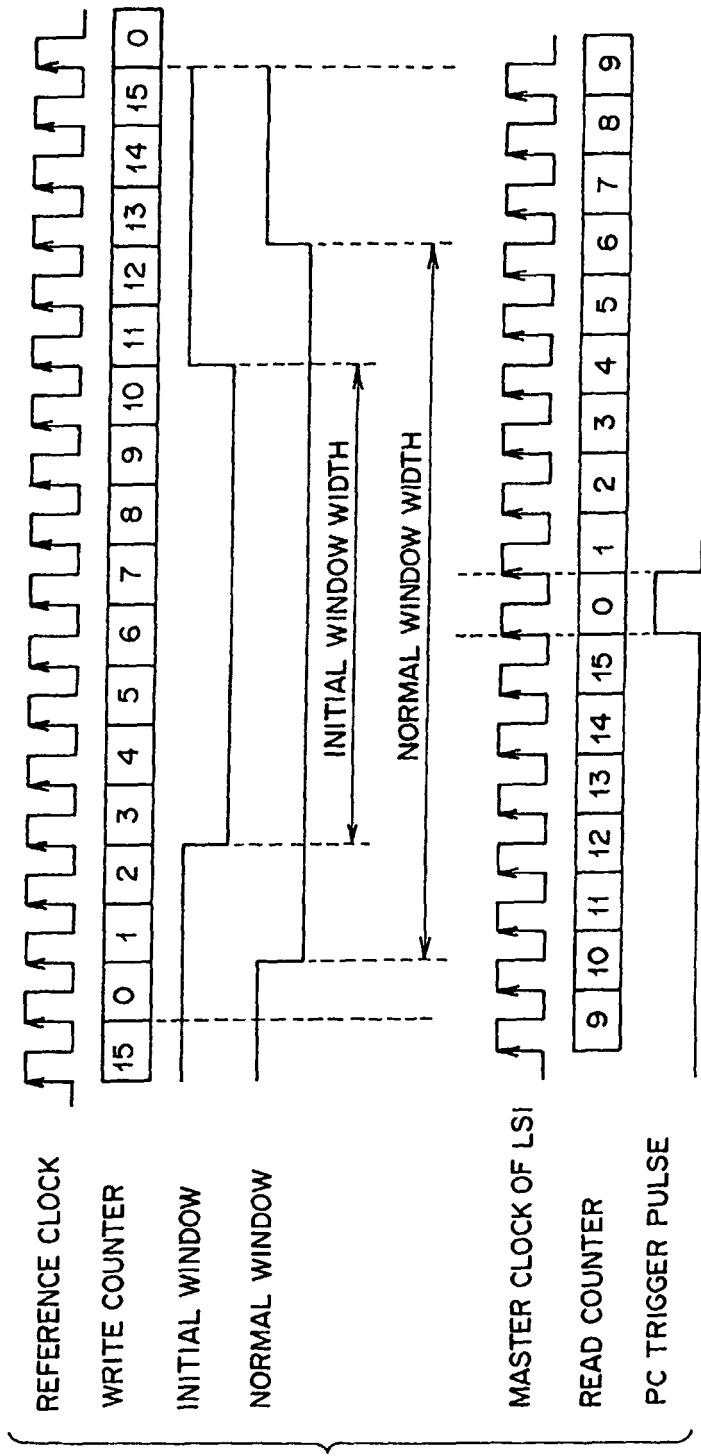 REFERENCE CLOCK
WRITE COUNTER
15 0 1 2 3 4 5 6 7 8 9 10 11 12 13 14 15 0
INITIAL WINDOW
NORMAL WINDOW
INITIAL WINDOW WIDTH
NORMAL WINDOW WIDTH
MASTER CLOCK OF LSI
READ COUNTER
9 10 11 12 13 14 15 0 1 2 3 4 5 6 7 8 9
PC TRIGGER PULSE